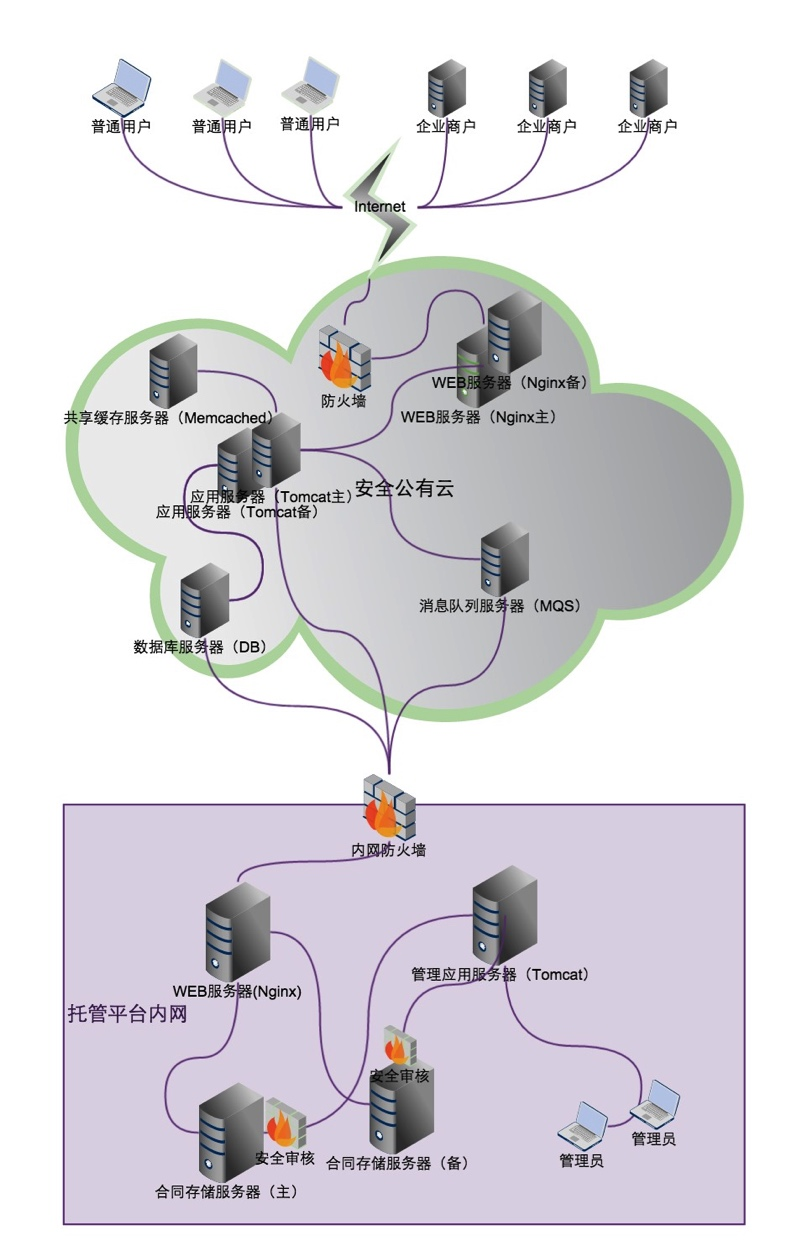 普通用户
普通用户
普通用户
企业商户
企业商户
企业商户
Internet
防火墙
WEB服务器（Nginx备）
WEB服务器（Nginx主）
共享缓存服务器（Memcached）
应用服务器（Tomcat主）
安全公有云
应用服务器（Tomcat备）
消息队列服务器（MQS）
数据库服务器（DB）
内网防火墙
WEB服务器(Nginx)
管理应用服务器（Tomcat）
托管平台内网
安全审核
安全审核
合同存储服务器（备）
合同存储服务器（主）
管理员
管理员